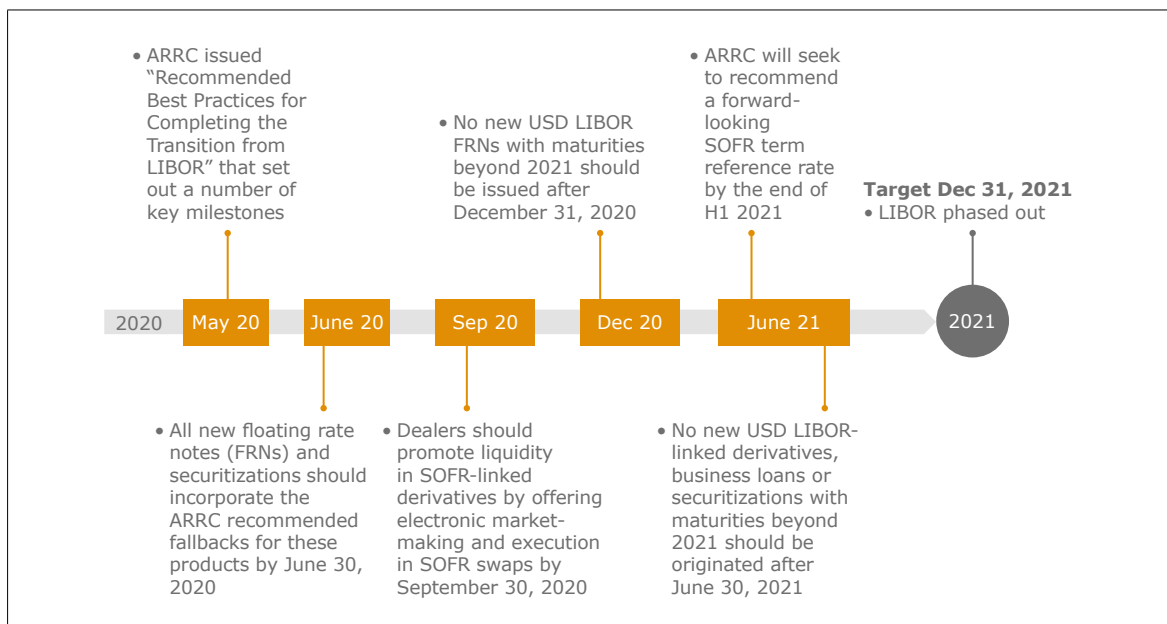 • ARRC issued
“Recommended
Best Practices for
Completing the
Transition from
LIBOR” that set
out a number of
key milestones
• No new USD LIBOR
FRNs with maturities
beyond 2021 should
be issued after
December 31, 2020
• ARRC will seek
to recommend
a forward-
looking
SOFR term
reference rate
by the end of
H1 2021
Target Dec 31, 2021
• LIBOR phased out
2020
May 20
June 20
Sep 20
Dec 20
June 21
2021
• All new floating rate
notes (FRNs) and
securitizations should
incorporate the
ARRC recommended
fallbacks for these
products by June 30,
2020
• Dealers should
promote liquidity
in SOFR-linked
derivatives by offering
electronic market-
making and execution
in SOFR swaps by
September 30, 2020
• No new USD LIBOR-
linked derivatives,
business loans or
securitizations with
maturities beyond
2021 should be
originated after
June 30, 2021